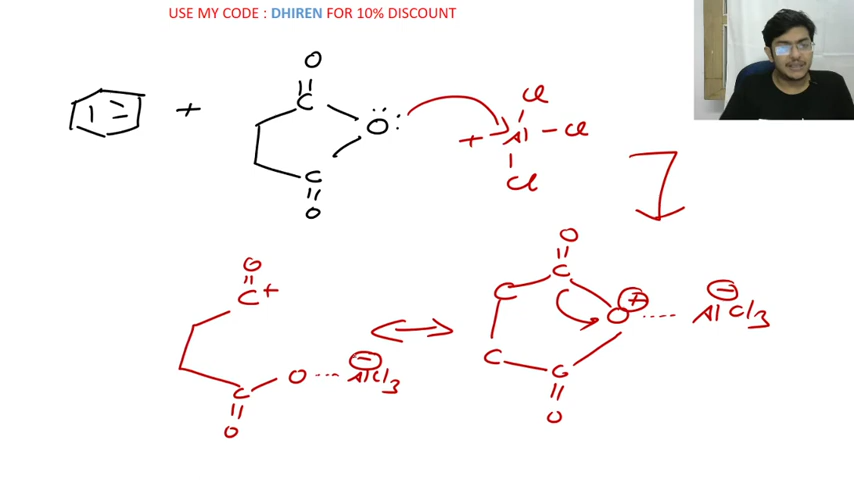 USE MY CODE : DHIREN FOR 10% DISCOUNT
O
C
+
O
C
O
Cl
+ Al - Cl
Cl
O
C
C
O
+
-
AlCl3
C
C
O
O
C+
O
-
AlCl3
C
O